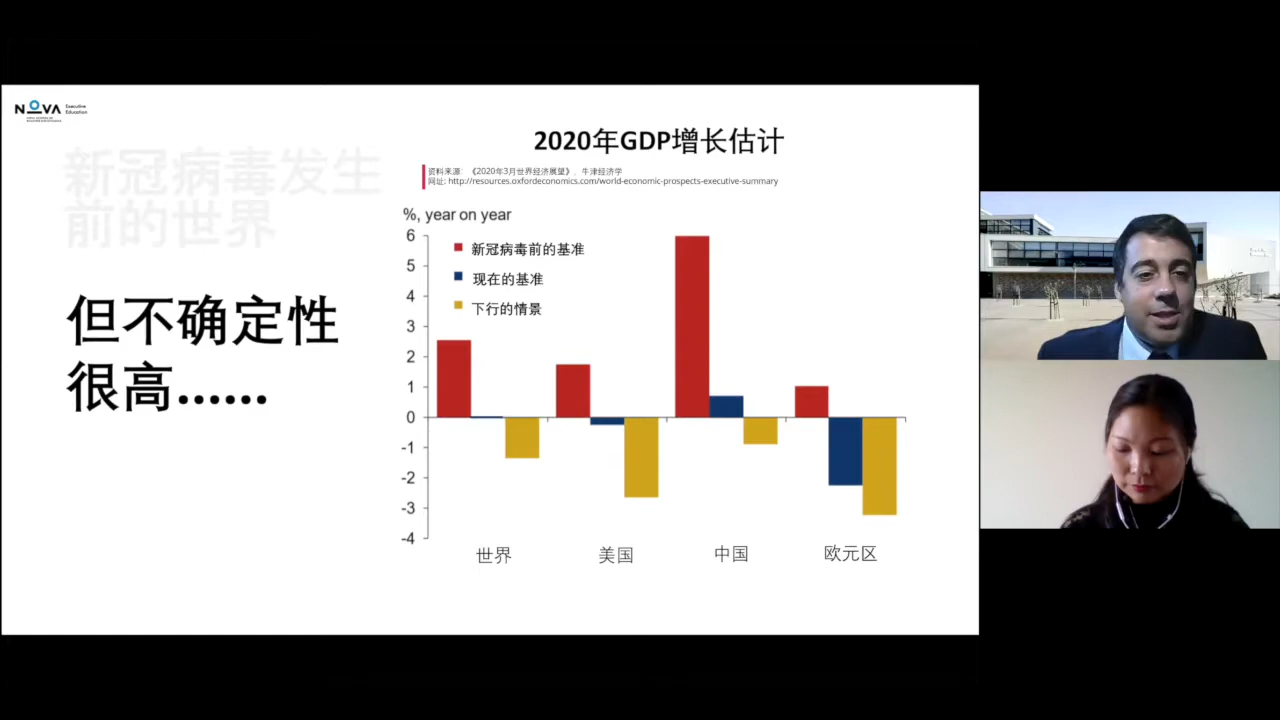 NOVA Executive
Education
2020年GDP增长估计
资料来源: 《2020年3月世界经济展望》, 牛津经济学
网址: http://resources.oxfordeconomics.com/world-economic-prospects-executive-summary
新冠病毒发生
前的世界
但不确定性
很高……
%, year on year
6
5
4
3
2
1
0
-1
-2
-3
-4
新冠病毒前的基准
现在的基准
下行的情景
世界
美国
中国
欧元区